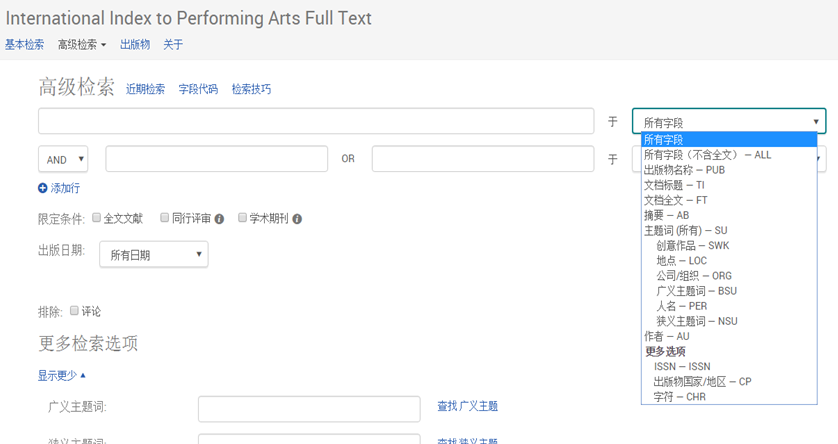 International Index to Performing Arts Full Text
基本检索 高级检索 出版物 关于
高级检索 近期检索 字段代码 检索技巧
于 所有字段
AND OR 于
添加行
限定条件: 全文文献 同行评审 学术期刊
出版日期: 所有日期
排除: 评论
更多检索选项
显示更少
广义主题词: 查找 广义主题
狭义主题词: 查找 狭义主题
所有字段
所有字段（不含全文） – ALL
出版物名称 – PUB
文档标题 – TI
文档全文 – FT
摘要 – AB
主题词 (所有) – SU
创意作品 – SWK
地点 – LOC
公司/组织 – ORG
广义主题词 – BSU
人名 – PER
狭义主题词 – NSU
作者 – AU
更多选项
ISSN – ISSN
出版物国家/地区 – CP
字符 – CHR